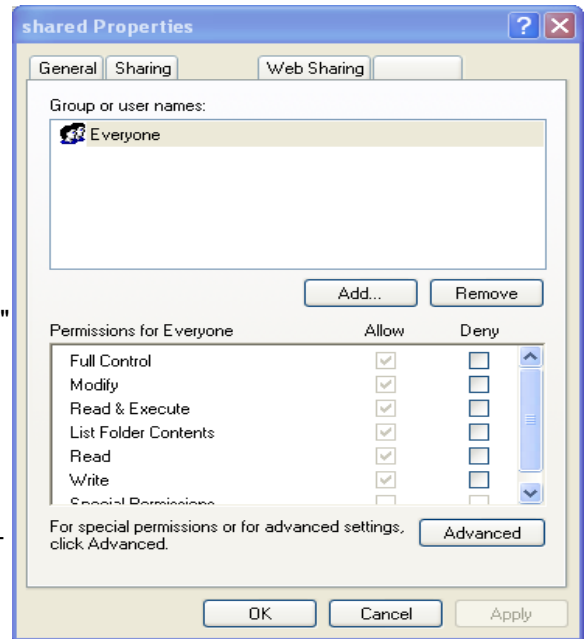 shared Properties
General Sharing Web Sharing
Group or user names:
Everyone
Add... Remove
"
Permissions for Everyone Allow Deny
Full Control
Modify
Read & Execute
List Folder Contents
Read
Write
Special Permissions
For special permissions or for advanced settings,
click Advanced.
Advanced
OK Cancel Apply